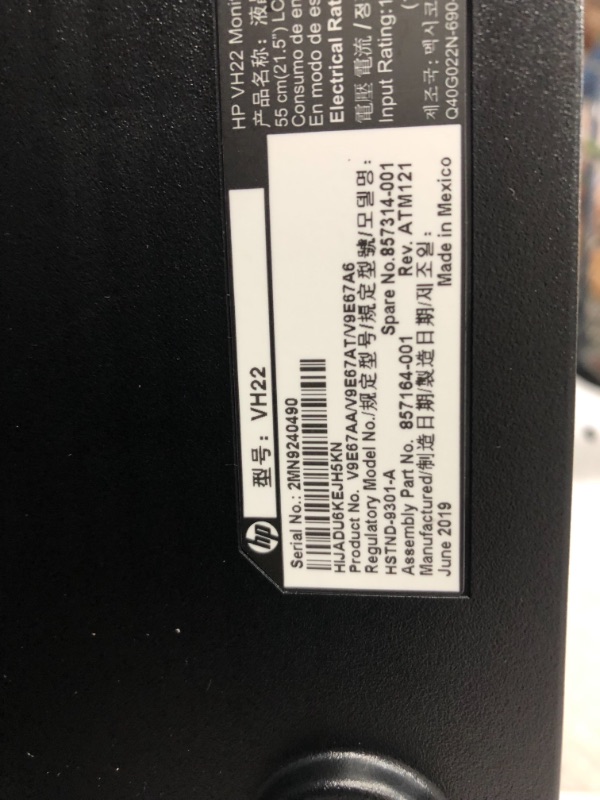 HP VH22 Moni
产品名称: 液晶
55 cm(21.5") LC
Consumo de en
En modo de es
Electrical Rat
電壓 電流 / 정
Input Rating:1
제조국: 멕시코
Q40G022N-690-
hp 型号: VH22
Serial No.: 2MN9240490
HIJADU6KEJH5KN
Product No. V9E67AA/V9E67AT/V9E67A6
Regulatory Model No./规定型号/規定型號/모델명:
HSTND-9301-A Spare No.857314-001
Assembly Part No. 857164-001 Rev. ATM121
Manufactured/制造日期/製造日期/제조일:
June 2019 Made in Mexico